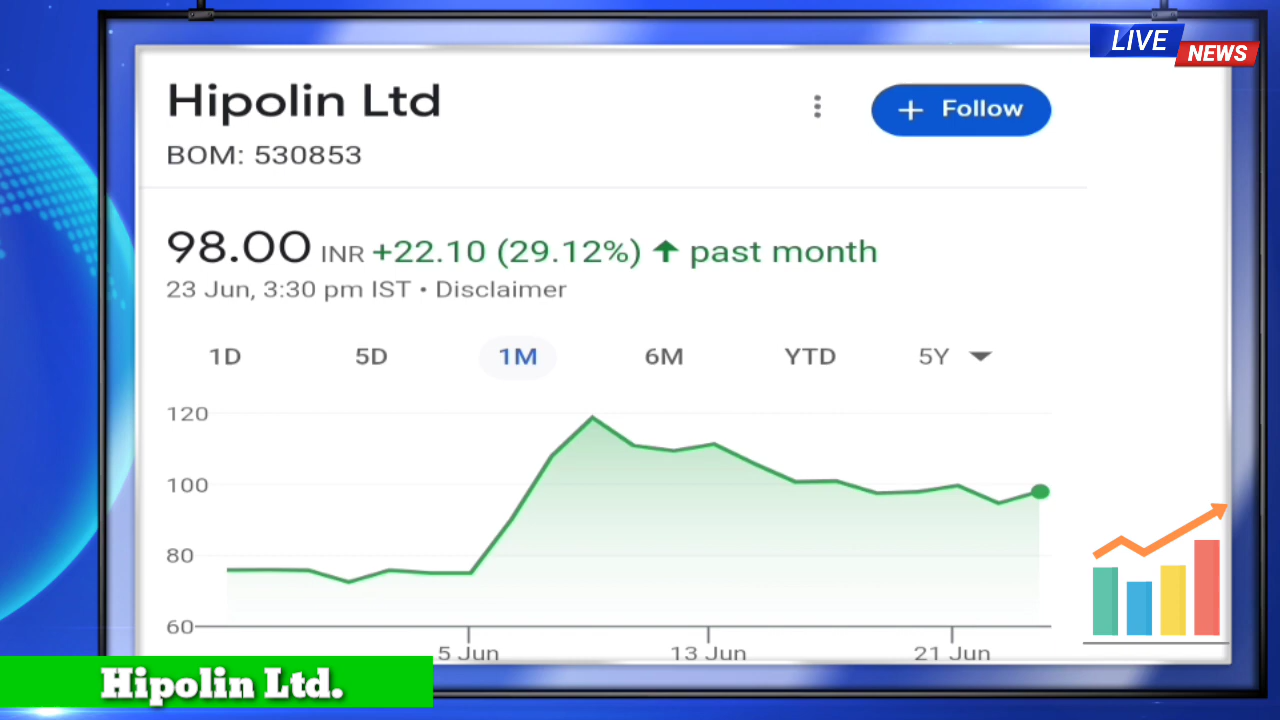 LIVE
NEWS
Hipolin Ltd
+ Follow
BOM: 530853
98.00 INR +22.10 (29.12%) ↑ past month
23 Jun, 3:30 pm IST • Disclaimer
1D 5D 1M 6M YTD 5Y
120
100
80
60
5 Jun 13 Jun 21 Jun
Hipolin Ltd.